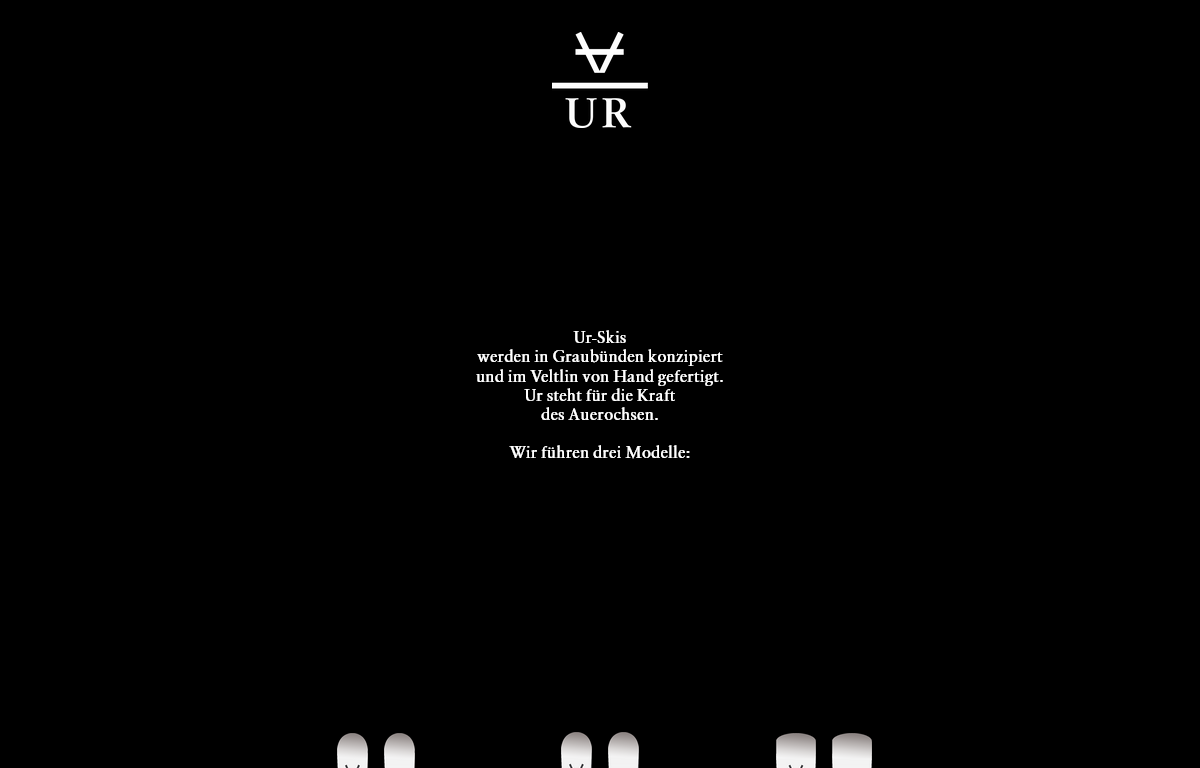 UR
Ur-Skis
werden in Graubünden konzipiert
und im Veltlin von Hand gefertigt.
Ur steht für die Kraft
des Auerochsen.
Wir führen drei Modelle: